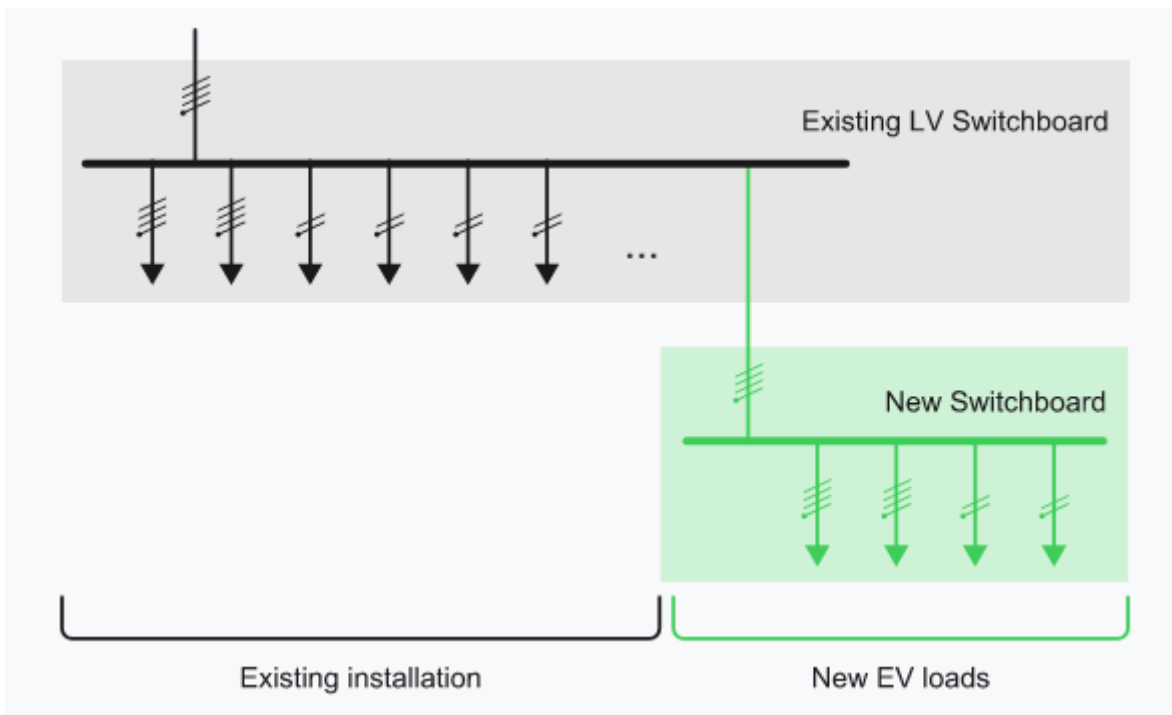 Existing LV Switchboard
...
New Switchboard
Existing installation
New EV loads